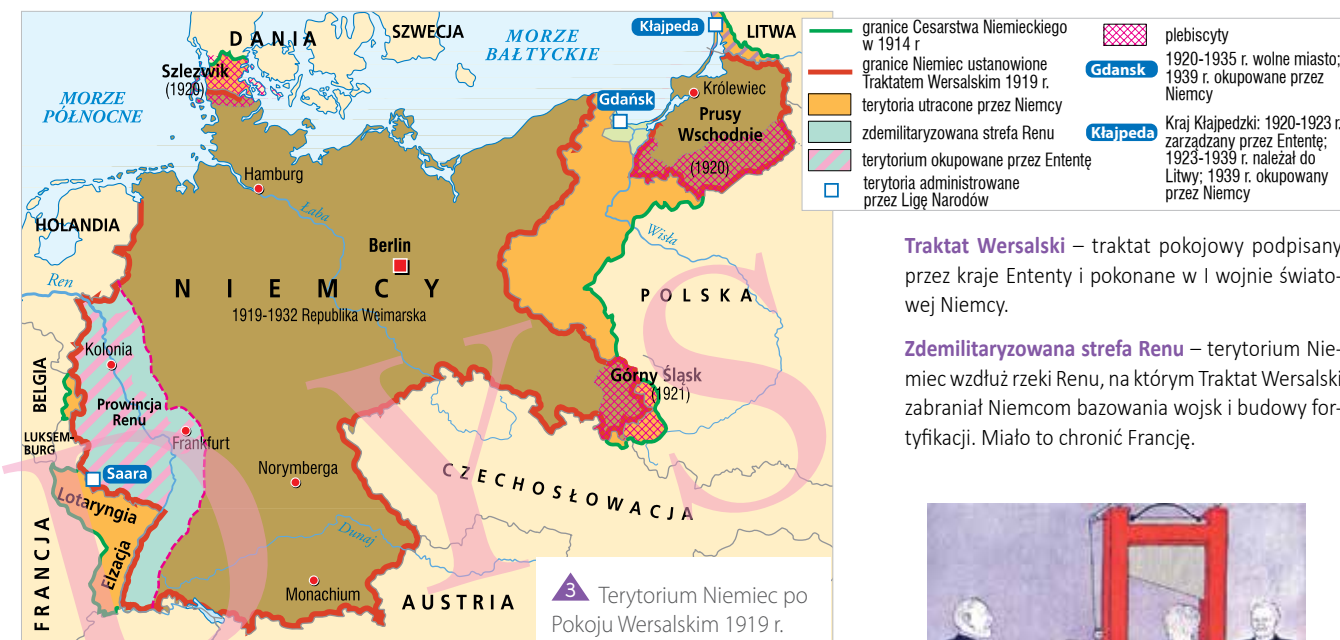 DANIA
SZWECJA
MORZE
BAŁTYCKIE
Kłajpeda
LITWA
Szlezwik
(1920)
MORZE
PÓŁNOCNE
Królewiec
Gdańsk
Prusy
Wschodnie
(1920)
Hamburg
Łaba
HOLANDIA
Wisła
Berlin
Ren
NIEMCY
1919-1932 Republika Weimarska
POLSKA
Kolonia
BELGIA
Górny Śląsk
(1921)
Prowincja
Renu
LUKSEM-
BURG
Frankfurt
Saara
Norymberga
CZECHOSŁOWACJA
Lotaryngia
Elzacja
Dunaj
FRANCJA
Monachium
AUSTRIA
3 Terytorium Niemiec po
Pokoju Wersalskim 1919 r.
granice Cesarstwa Niemieckiego
w 1914 r
granice Niemiec ustanowione
Traktatem Wersalskim 1919 r.
terytoria utracone przez Niemcy
zdemilitaryzowana strefa Renu
terytorium okupowane przez Ententę
terytoria administrowane
przez Ligę Narodów
plebiscyty
Gdansk
1920-1935 r. wolne miasto;
1939 r. okupowane przez
Niemcy
Kłajpeda
Kraj Kłajpedzki: 1920-1923 r.
zarządzany przez Ententę;
1923-1939 r. należał do
Litwy; 1939 r. okupowany
przez Niemcy
Traktat Wersalski – traktat pokojowy podpisany
przez kraje Ententy i pokonane w I wojnie świato-
wej Niemcy.
Zdemilitaryzowana strefa Renu – terytorium Nie-
miec wzdłuż rzeki Renu, na którym Traktat Wersalski
zabraniał Niemcom bazowania wojsk i budowy for-
tyfikacji. Miało to chronić Francję.
D Y S